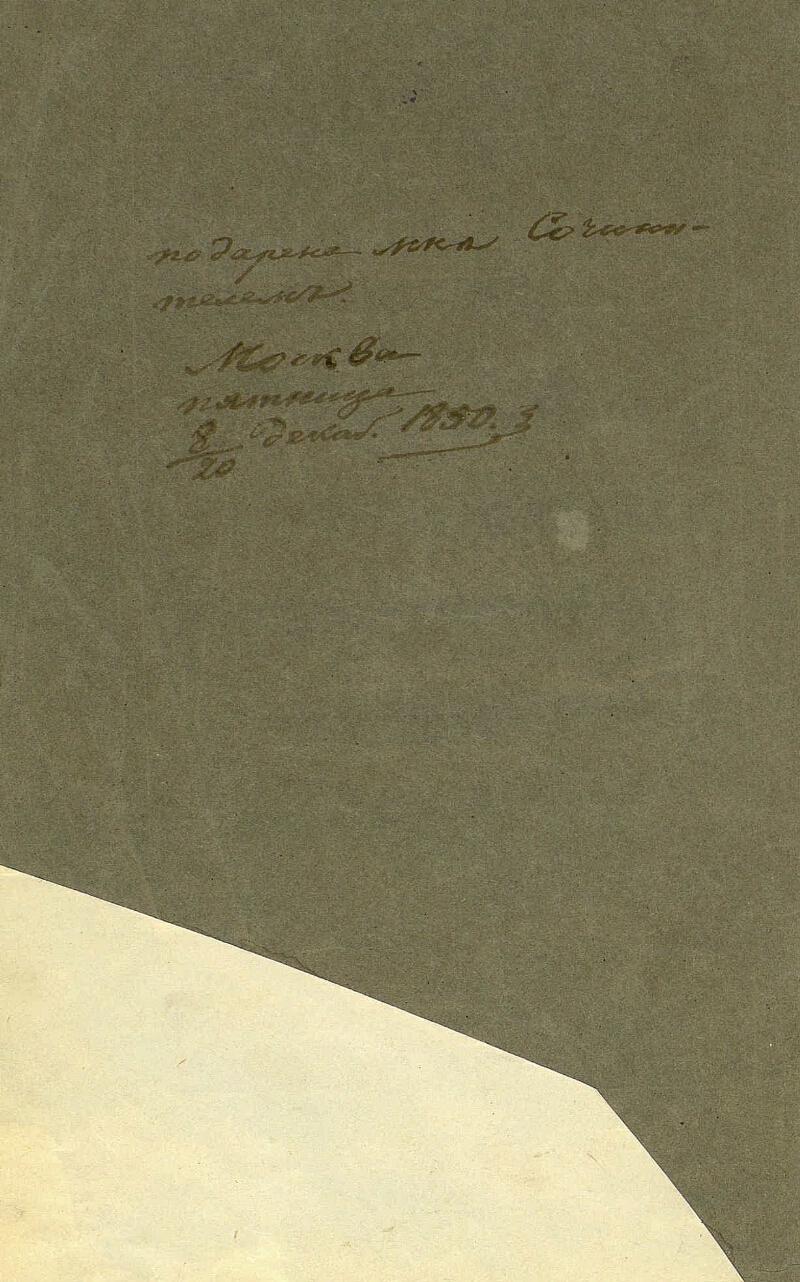 подарена мнѣ Сочини-
телемъ.
Москва
пятница
8/20 декаб. 1850.